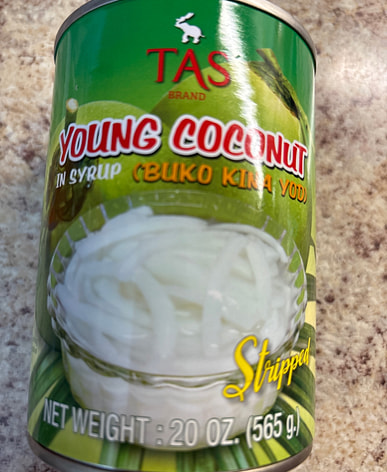 TAS
BRAND
YOUNG COCONUT
IN SYRUP (BUKO KINA YOD)
Stripped
NET WEIGHT : 20 OZ. (565 g.)